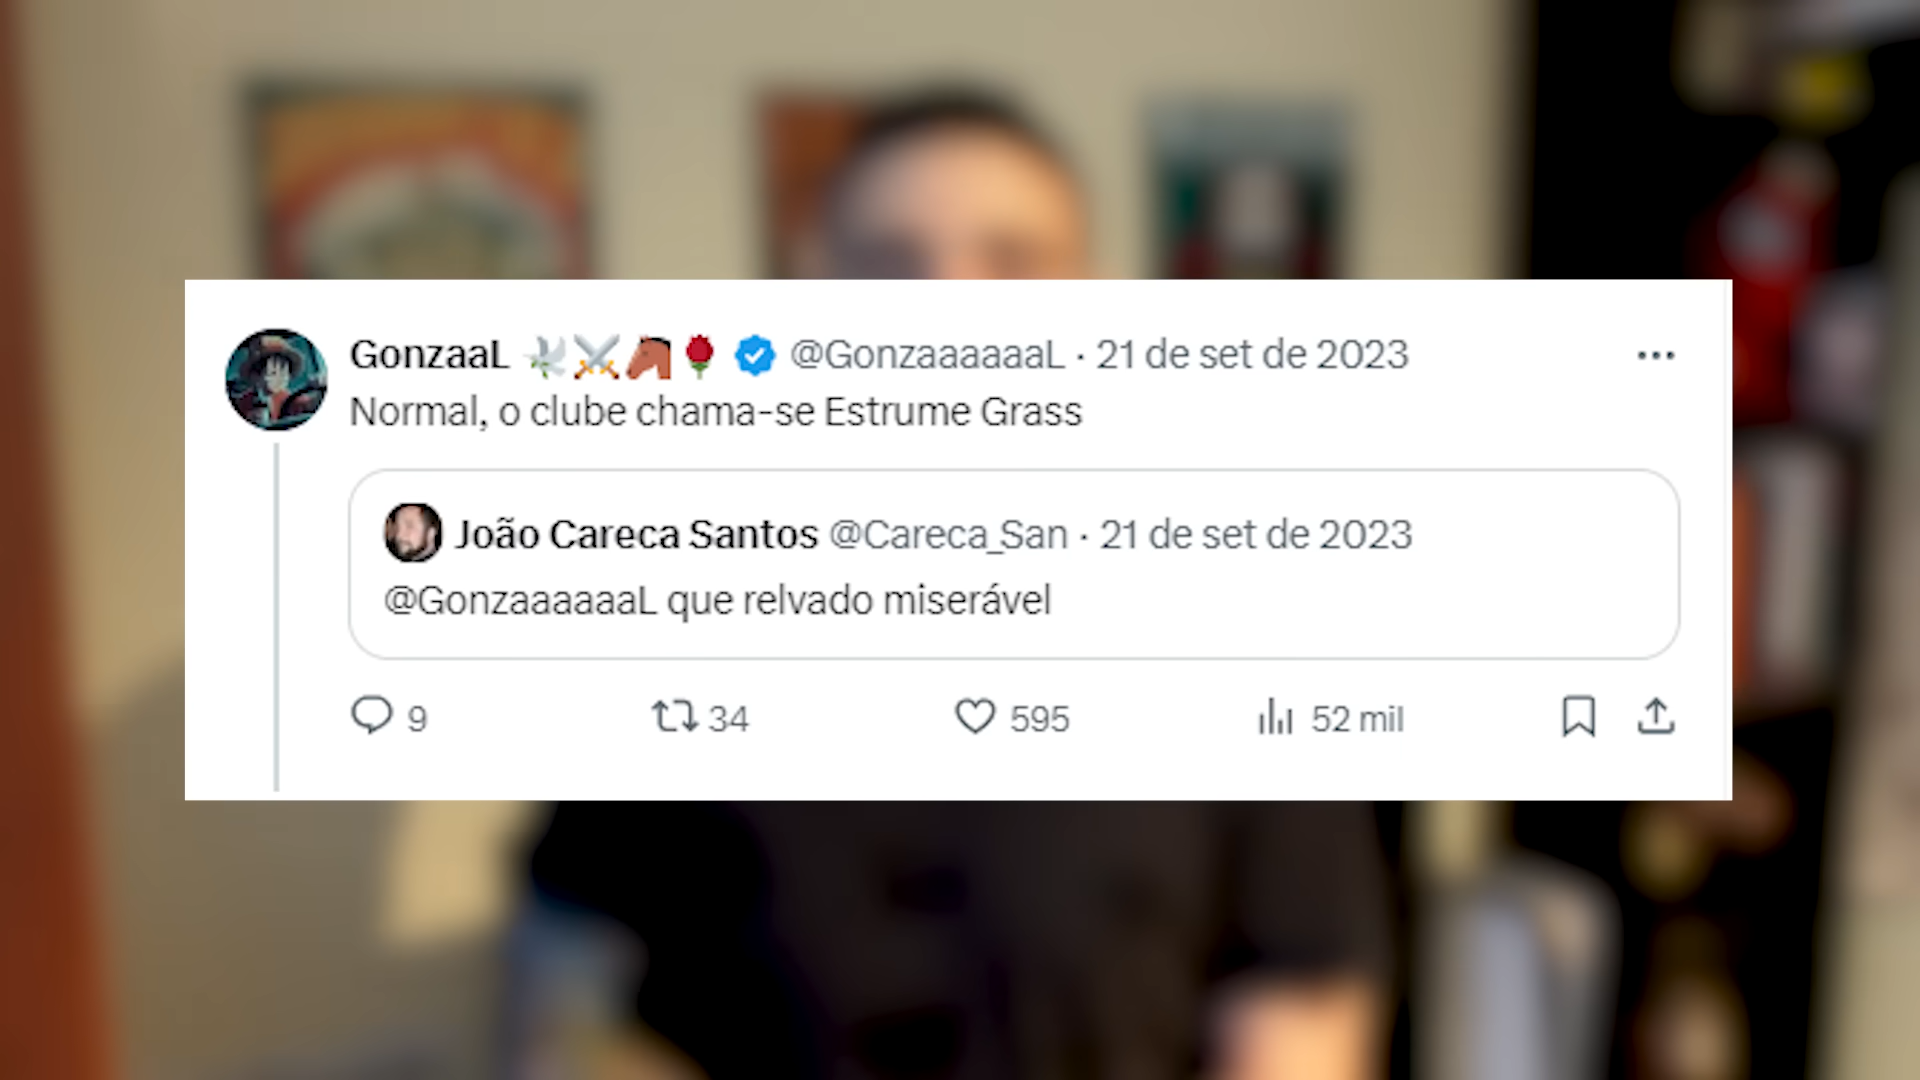 GonzaaL 🕊️⚔️🐴🌹 @GonzaaaaaaL · 21 de set de 2023
Normal, o clube chama-se Estrume Grass
João Careca Santos @Careca_San · 21 de set de 2023
@GonzaaaaaaL que relvado miserável
9 34 595 52 mil